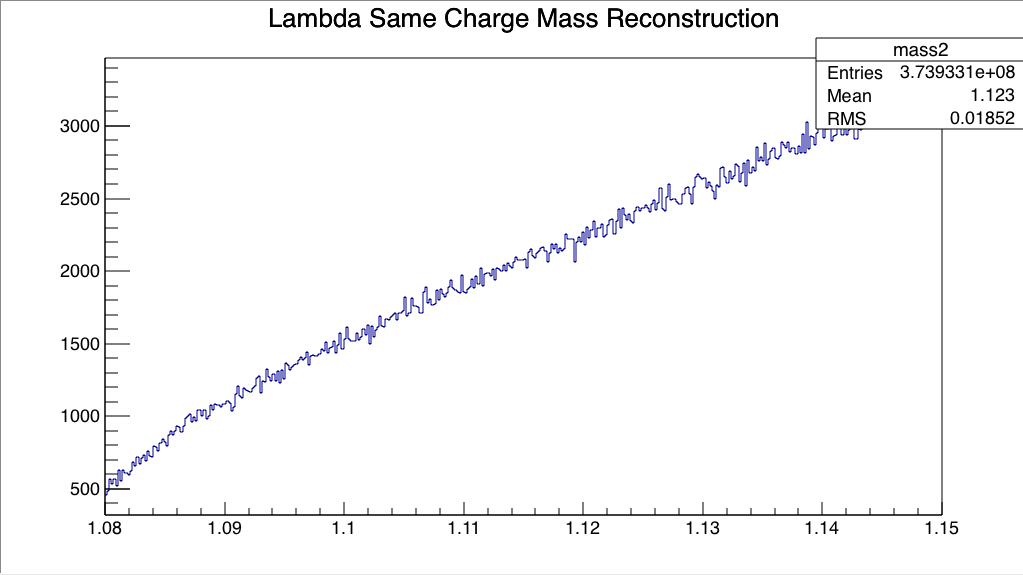 Lambda Same Charge Mass Reconstruction
mass2
Entries 3.739331e+08
Mean 1.123
RMS 0.01852
3000
2500
2000
1500
1000
500
1.08 1.09 1.1 1.11 1.12 1.13 1.14 1.15